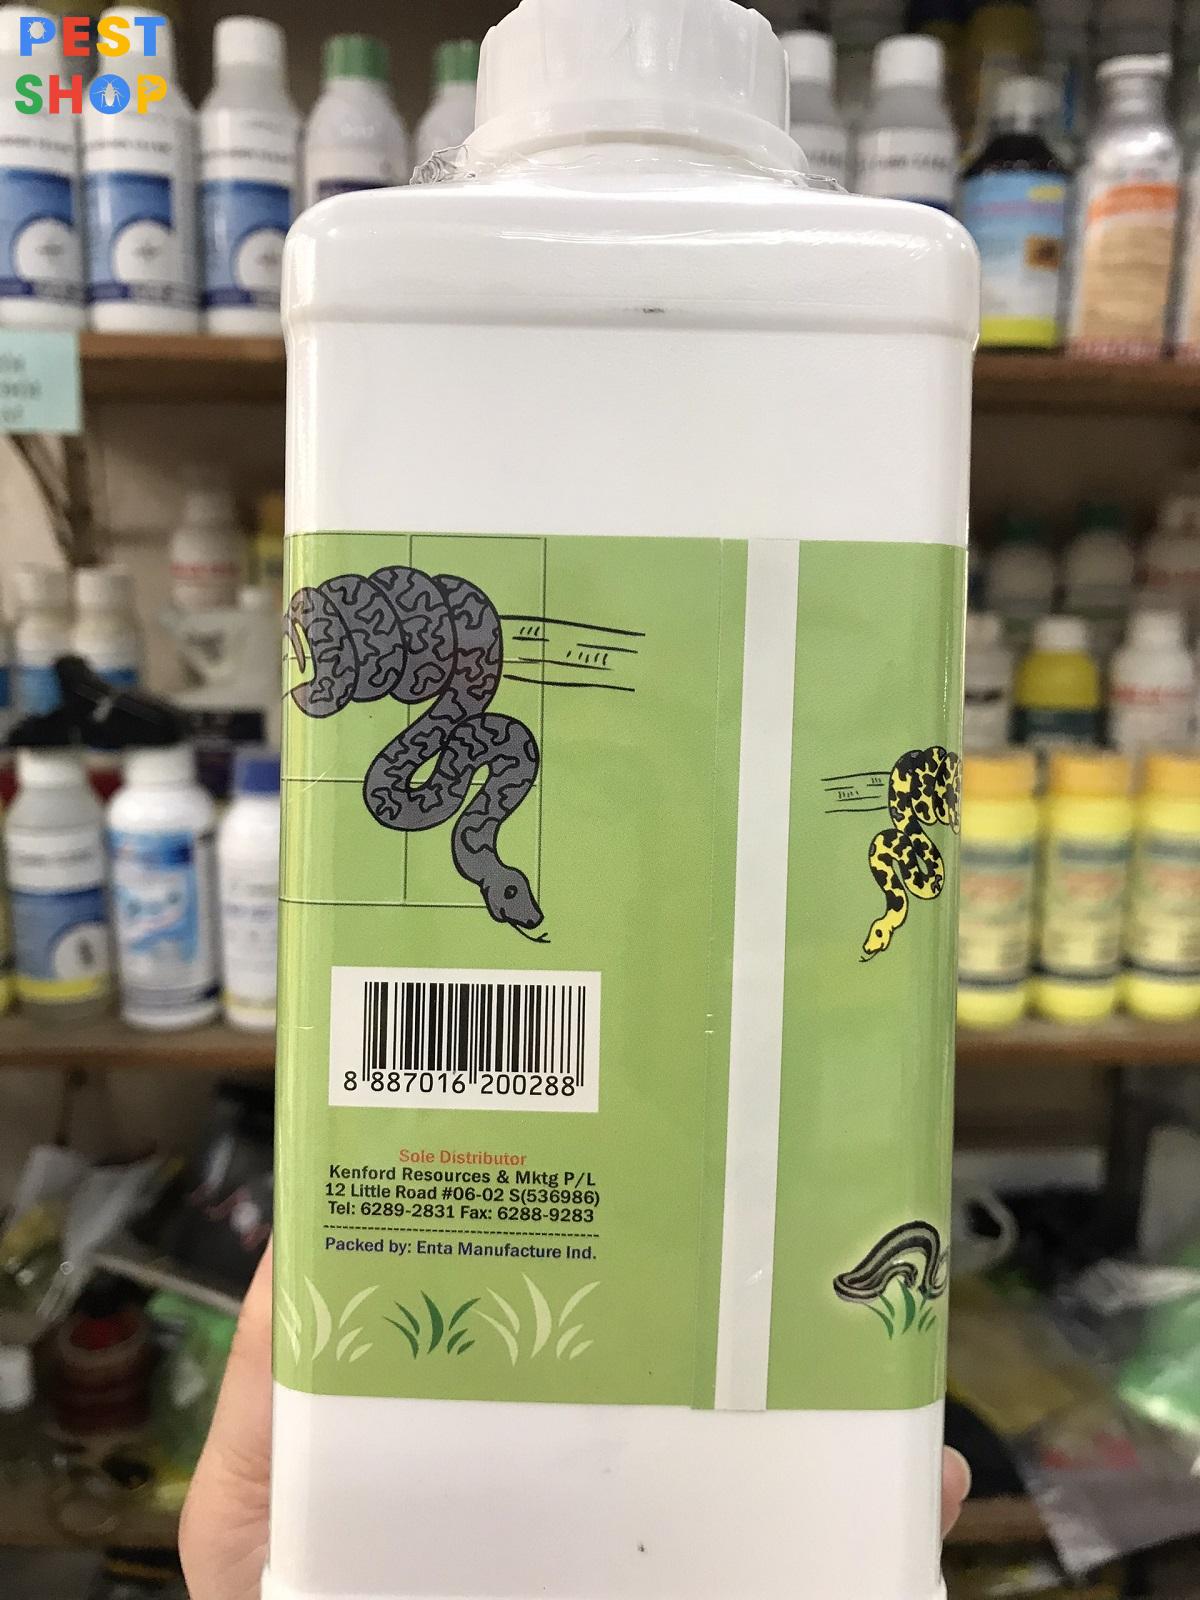 PEST
SHOP
8 887016 200288
Sole Distributor
Kenford Resources & Mktg P/L
12 Little Road #06-02 S(536986)
Tel: 6289-2831 Fax: 6288-9283
Packed by: Enta Manufacture Ind.